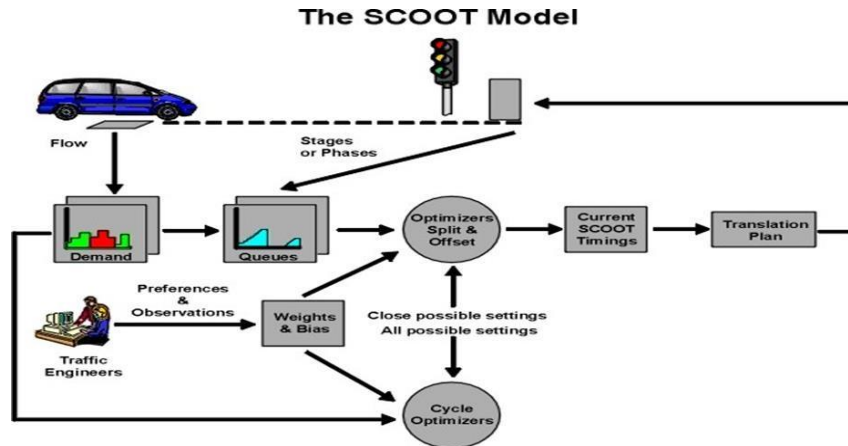 The SCOOT Model
Flow
Stages
or Phases
Demand
Queues
Optimizers
Split &
Offset
Current
SCOOT
Timings
Translation
Plan
Preferences
&
Observations
Weights
& Bias
Close possible settings
All possible settings
Traffic
Engineers
Cycle
Optimizers